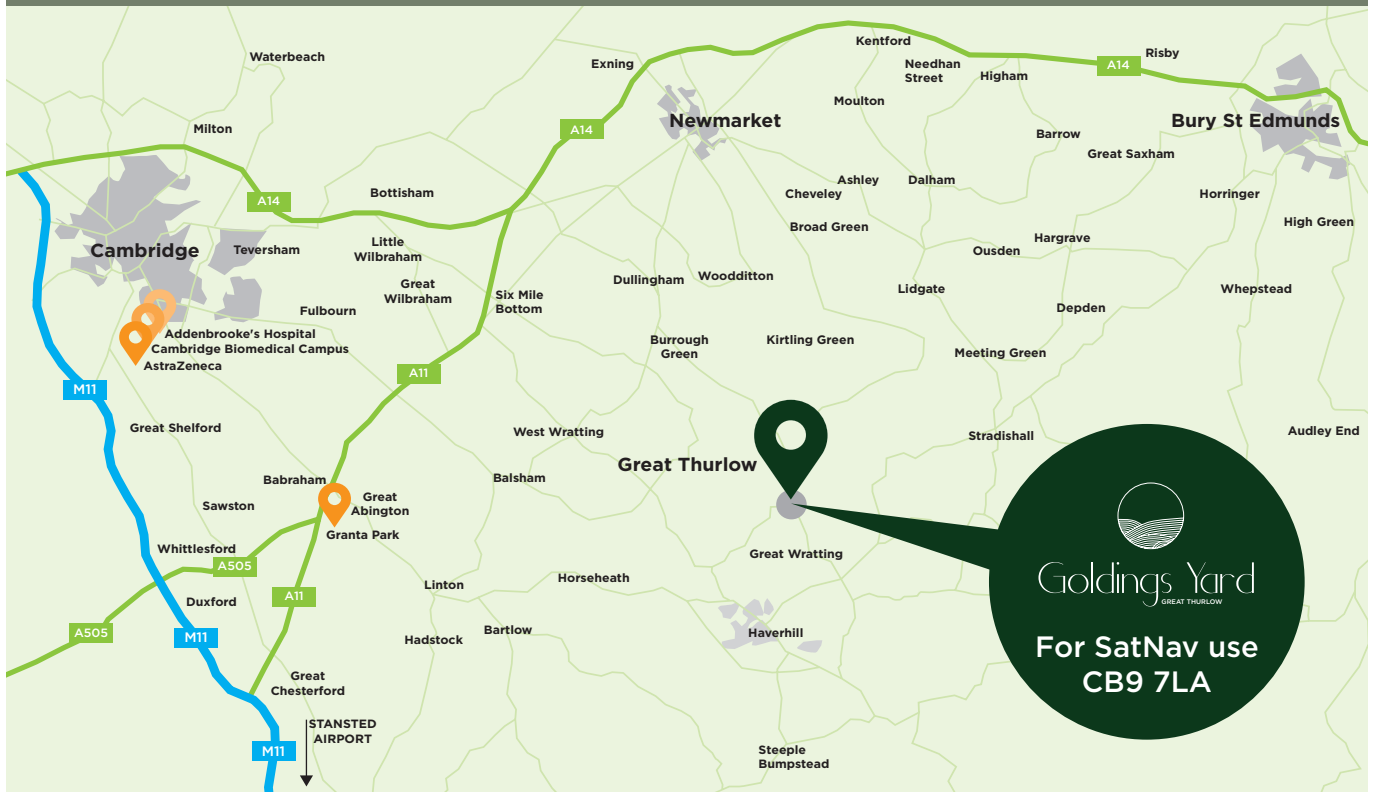 Kentford
Risby
Waterbeach
Exning
Needhan
Street
Higham
A14
Moulton
Newmarket
Bury St Edmunds
Milton
A14
Barrow
Great Saxham
Ashley
Dalham
Cheveley
Horringer
Bottisham
A14
High Green
Broad Green
Hargrave
Cambridge
Teversham
Little
Wilbraham
Ousden
Dullingham
Woodditton
Great
Wilbraham
Lidgate
Whepstead
Six Mile
Bottom
Fulbourn
Depden
Addenbrooke's Hospital
Cambridge Biomedical Campus
AstraZeneca
Burrough
Green
Kirtling Green
Meeting Green
A11
M11
Great Shelford
West Wratting
Stradishall
Audley End
Great Thurlow
Babraham
Balsham
Sawston
Great
Abington
Granta Park
Whittlesford
Great Wratting
A505
Linton
Horseheath
Goldings Yard
GREAT THURLOW
Duxford
A11
A505
M11
Hadstock
Bartlow
Haverhill
For SatNav use
CB9 7LA
Great
Chesterford
STANSTED
AIRPORT
M11
Steeple
Bumpstead